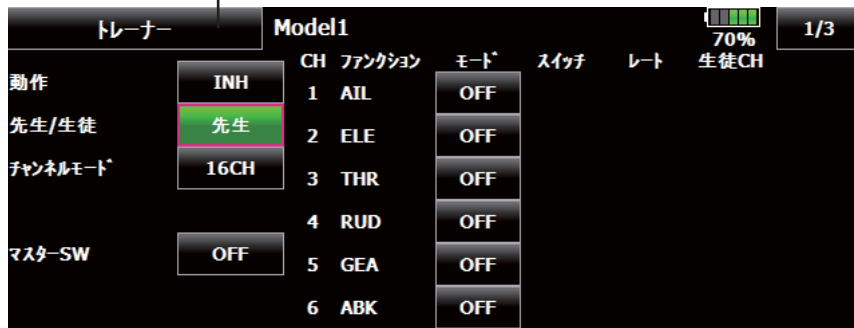 トレーナー Model1 70% 1/3
CH ファンクション モード スイッチ レート 生徒CH
動作 INH
先生/生徒 先生
チャンネルモード 16CH
マスターSW OFF
1 AIL OFF
2 ELE OFF
3 THR OFF
4 RUD OFF
5 GEA OFF
6 ABK OFF